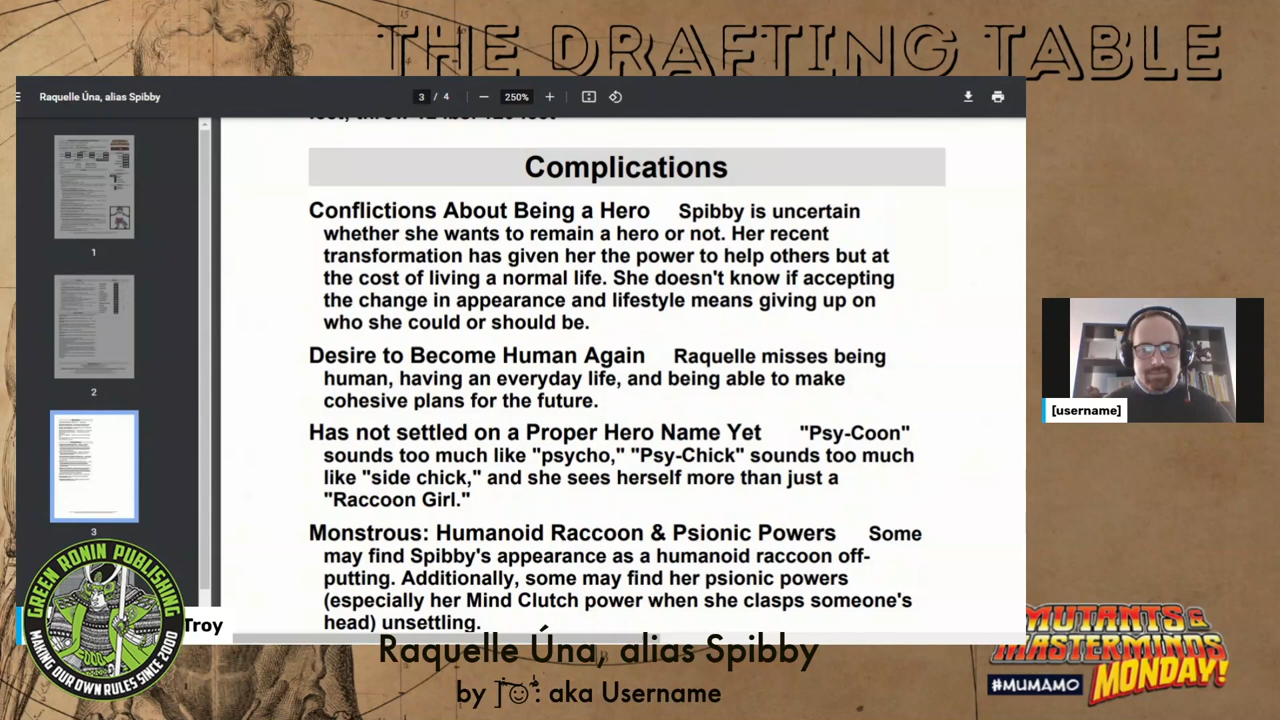 THE DRAFTING TABLE
Raquelle Úna, alias Spibby
3 / 4
250%
1
2
3
Complications
Conflictions About Being a Hero Spibby is uncertain
whether she wants to remain a hero or not. Her recent
transformation has given her the power to help others but at
the cost of living a normal life. She doesn't know if accepting
the change in appearance and lifestyle means giving up on
who she could or should be.
Desire to Become Human Again Raquelle misses being
human, having an everyday life, and being able to make
cohesive plans for the future.
Has not settled on a Proper Hero Name Yet "Psy-Coon"
sounds too much like "psycho," "Psy-Chick" sounds too much
like "side chick," and she sees herself more than just a
"Raccoon Girl."
Monstrous: Humanoid Raccoon & Psionic Powers Some
may find Spibby's appearance as a humanoid raccoon off-
putting. Additionally, some may find her psionic powers
(especially her Mind Clutch power when she clasps someone's
head) unsettling.
[username]
GREEN RONIN PUBLISHING
MAKING OUR OWN RULES SINCE 2000
Troy
Raquelle Úna, alias Spibby
by aka Username
MUTANTS &
MASTERMINDS
MONDAY!
#MUMAMO